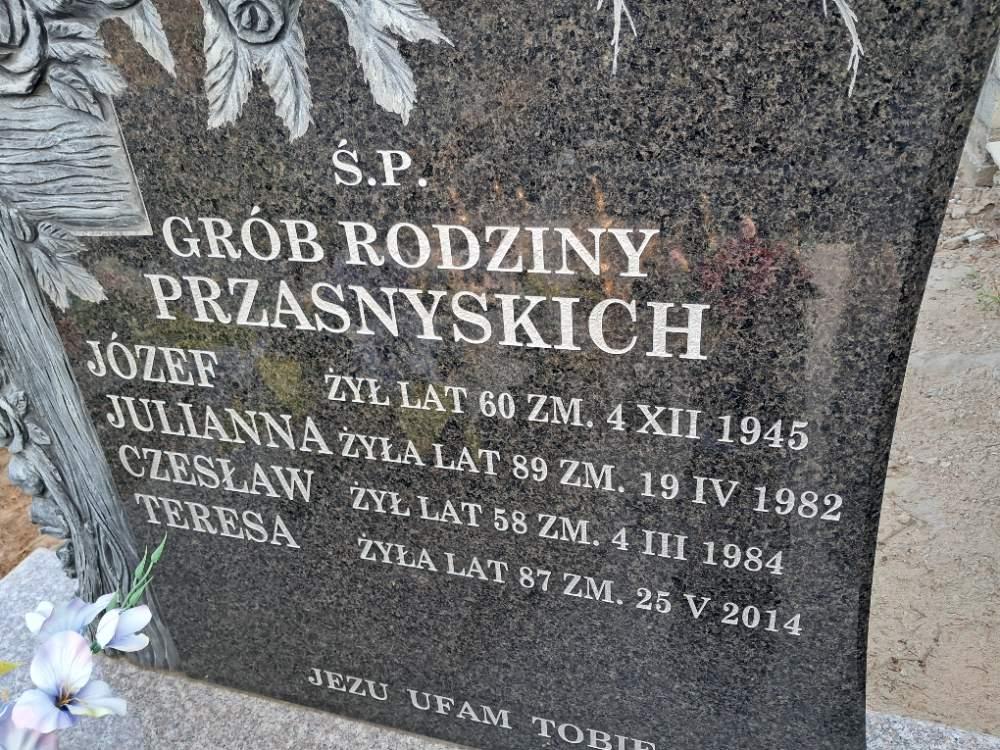 Ś.P.
GRÓB RODZINY
PRZASNYSKICH
JÓZEF ŻYŁ LAT 60 ZM. 4 XII 1945
JULIANNA ŻYŁA LAT 89 ZM. 19 IV 1982
CZESŁAW ŻYŁ LAT 58 ZM. 4 III 1984
TERESA ŻYŁA LAT 87 ZM. 25 V 2014
JEZU UFAM TOBIE